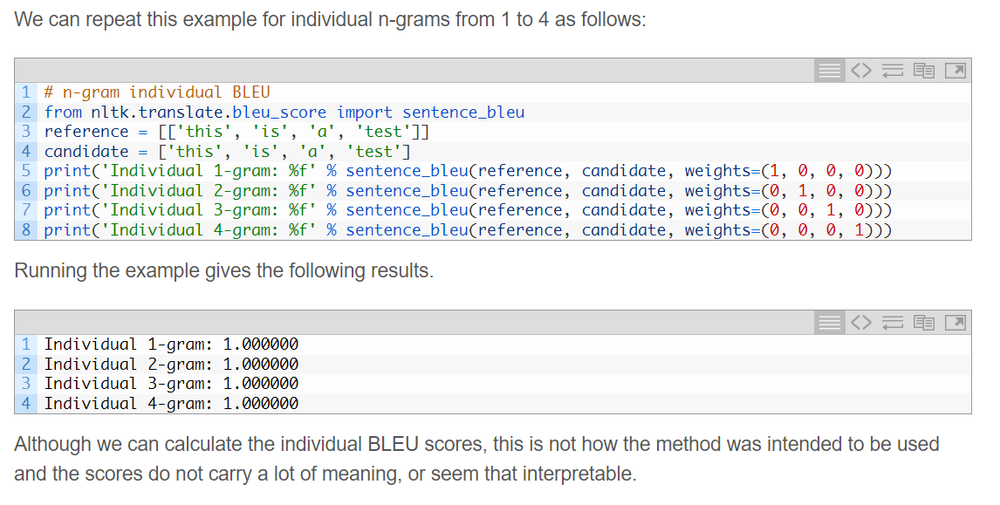 We can repeat this example for individual n-grams from 1 to 4 as follows:
1 # n-gram individual BLEU
2 from nltk.translate.bleu_score import sentence_bleu
3 reference = [['this', 'is', 'a', 'test']]
4 candidate = ['this', 'is', 'a', 'test']
5 print('Individual 1-gram: %f' % sentence_bleu(reference, candidate, weights=(1, 0, 0, 0)))
6 print('Individual 2-gram: %f' % sentence_bleu(reference, candidate, weights=(0, 1, 0, 0)))
7 print('Individual 3-gram: %f' % sentence_bleu(reference, candidate, weights=(0, 0, 1, 0)))
8 print('Individual 4-gram: %f' % sentence_bleu(reference, candidate, weights=(0, 0, 0, 1)))
Running the example gives the following results.
1 Individual 1-gram: 1.000000
2 Individual 2-gram: 1.000000
3 Individual 3-gram: 1.000000
4 Individual 4-gram: 1.000000
Although we can calculate the individual BLEU scores, this is not how the method was intended to be used
and the scores do not carry a lot of meaning, or seem that interpretable.